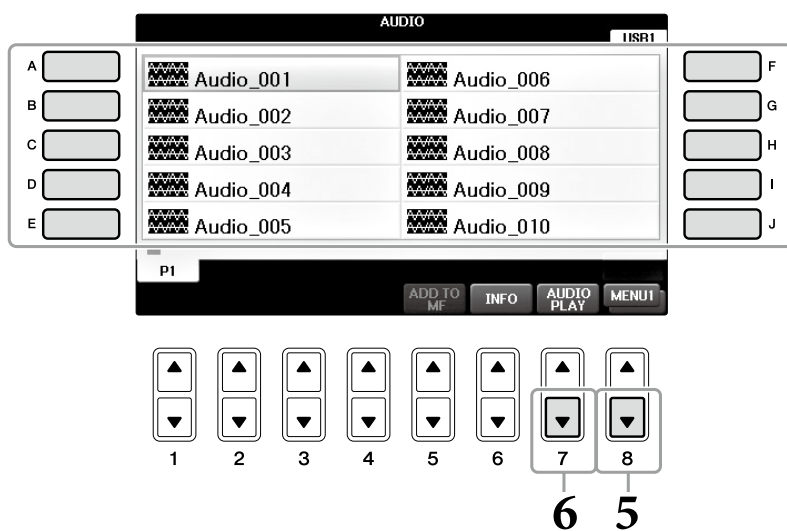 AUDIO
USB1
A Audio_001 Audio_006 F
B Audio_002 Audio_007 G
C Audio_003 Audio_008 H
D Audio_004 Audio_009 I
E Audio_005 Audio_010 J
P1
ADD TO MF INFO AUDIO PLAY MENU1
1 2 3 4 5 6 7 8
6 5